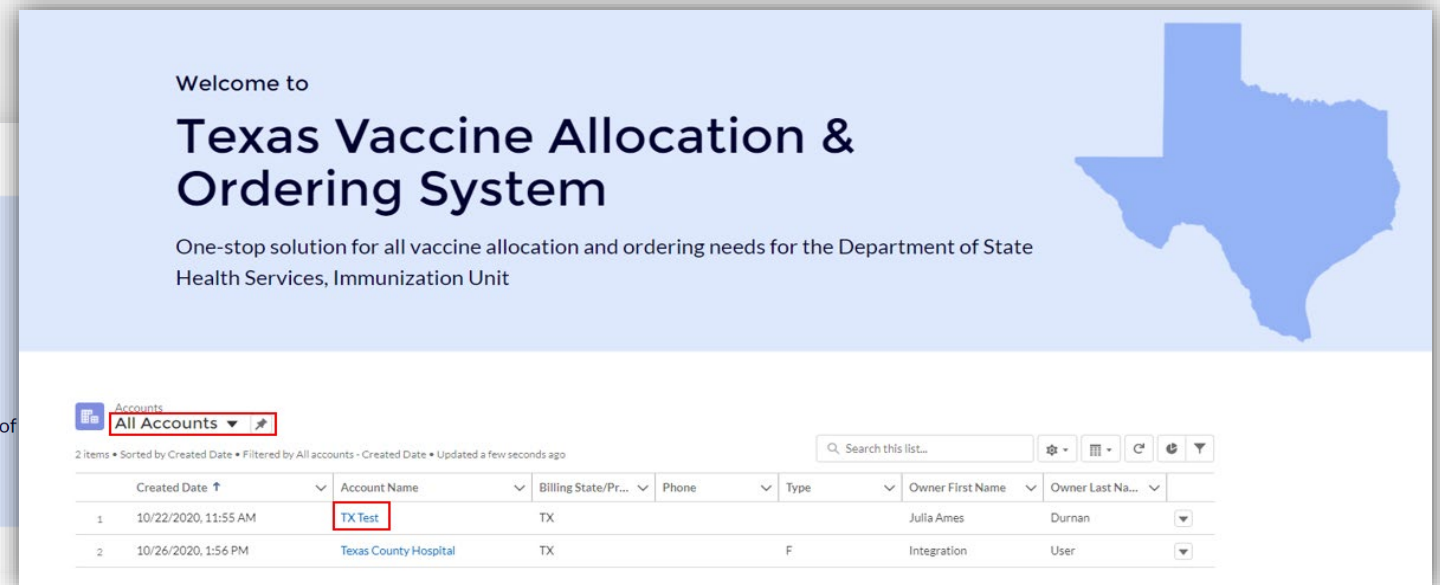 Welcome to
Texas Vaccine Allocation &
Ordering System
One-stop solution for all vaccine allocation and ordering needs for the Department of State
Health Services, Immunization Unit
of
Accounts
All Accounts
2 items • Sorted by Created Date • Filtered by All accounts - Created Date • Updated a few seconds ago
Search this list...
Created Date ↑ Account Name Billing State/Pr... Phone Type Owner First Name Owner Last Na...
1 10/22/2020, 11:55 AM TX Test TX Julia Ames Durnan
2 10/26/2020, 1:56 PM Texas County Hospital TX F Integration User